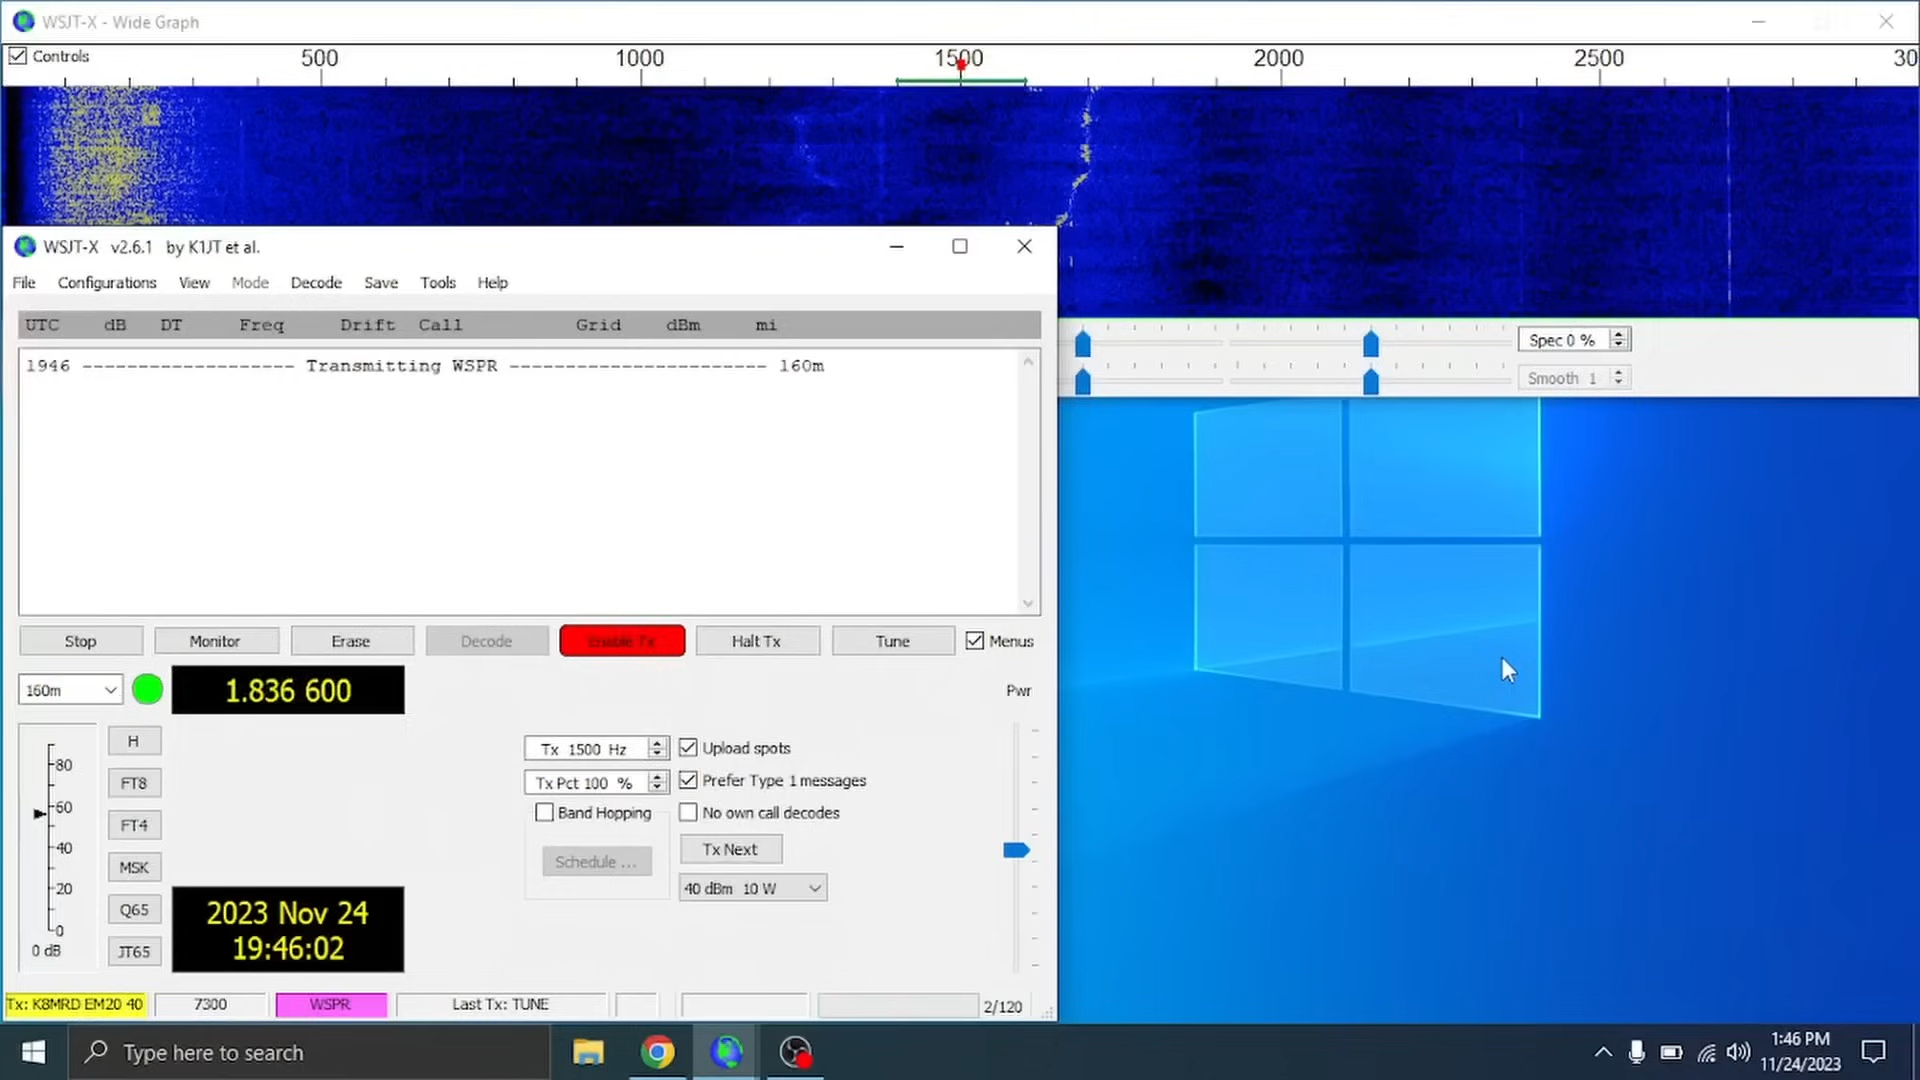 WSJT-X - Wide Graph
Controls
500 1000 1500 2000 2500 30
WSJT-X v2.6.1 by K1JT et al.
File Configurations View Mode Decode Save Tools Help
UTC dB DT Freq Drift Call Grid dBm mi
1946 ------------------ Transmitting WSPR ----------------------- 160m
Spec 0 %
Smooth 1
Stop Monitor Erase Decode Enable Tx Halt Tx Tune Menus
160m 1.836 600 Pwr
H
Tx 1500 Hz Upload spots
80
FT8 Tx Pct 100 % Prefer Type 1 messages
60
FT4 Band Hopping No own call decodes
40
MSK Schedule ... Tx Next
20
Q65 2023 Nov 24 40 dBm 10 W
0
0 dB JT65 19:46:02
Tx: K8MRD EM20 40 7300 WSPR Last Tx: TUNE 2/120
Type here to search
1:46 PM
11/24/2023